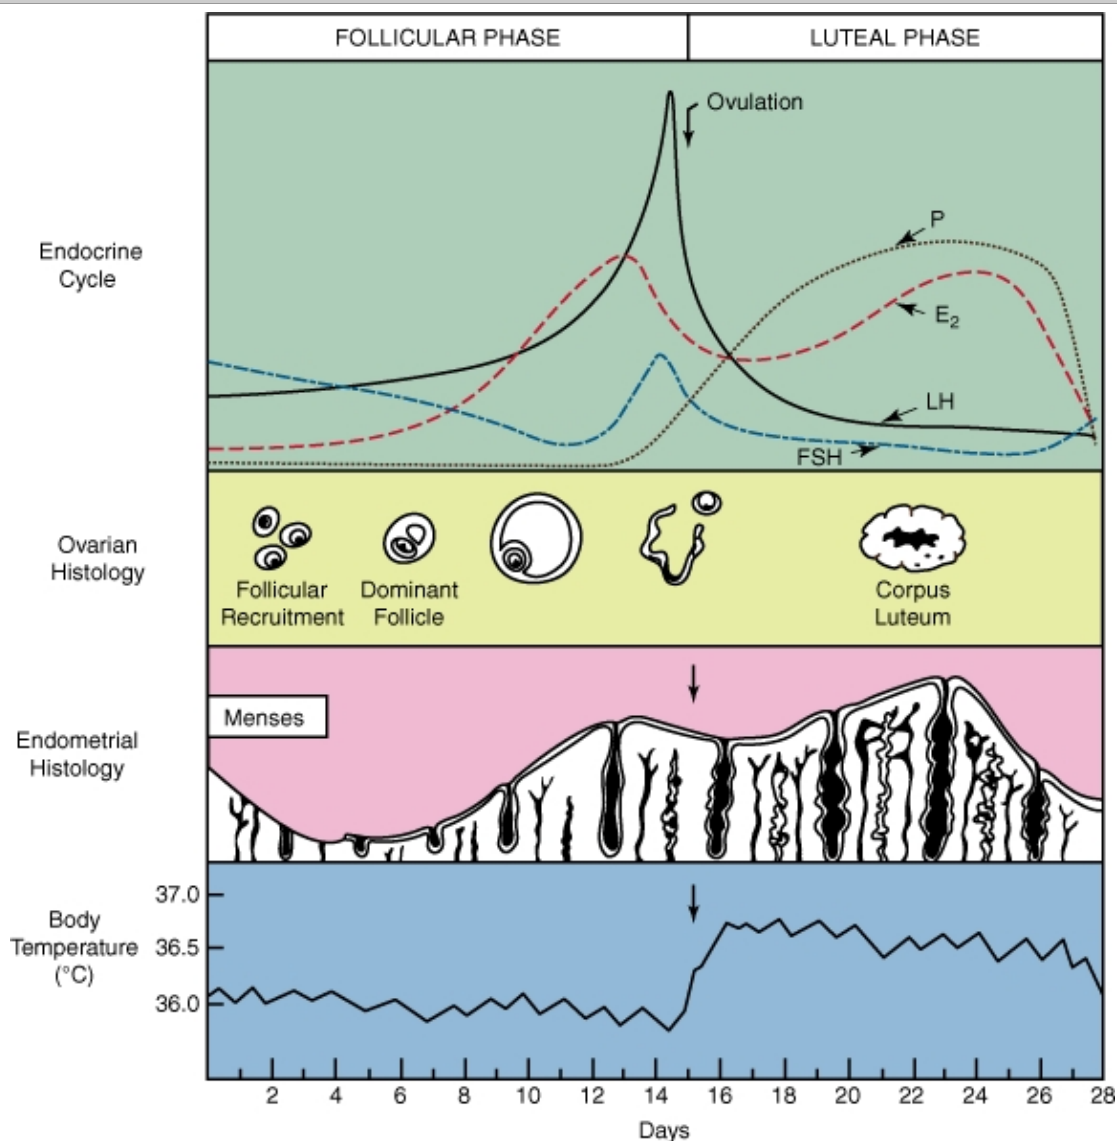 FOLLICULAR PHASE
LUTEAL PHASE
Endocrine
Cycle
Ovulation
P
E2
LH
FSH
Ovarian
Histology
Follicular
Recruitment
Dominant
Follicle
Corpus
Luteum
Endometrial
Histology
Menses
Body
Temperature
(°C)
37.0
36.5
36.0
2 4 6 8 10 12 14 16 18 20 22 24 26 28
Days